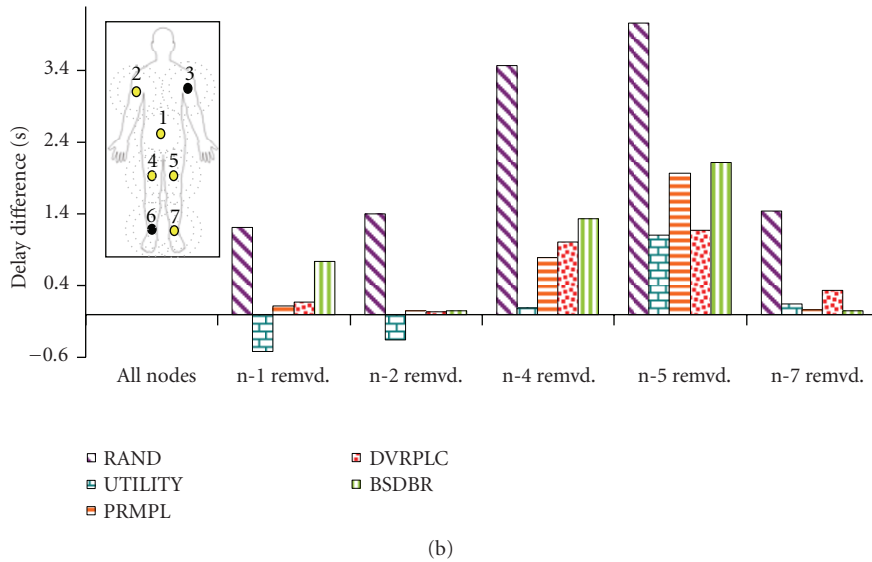 3.4
2.4
1.4
0.4
−0.6
Delay difference (s)
2
3
1
4
5
6
7
All nodes
n-1 remvd.
n-2 remvd.
n-4 remvd.
n-5 remvd.
n-7 remvd.
RAND
UTILITY
PRMPL
DVRPLC
BSDBR
(b)